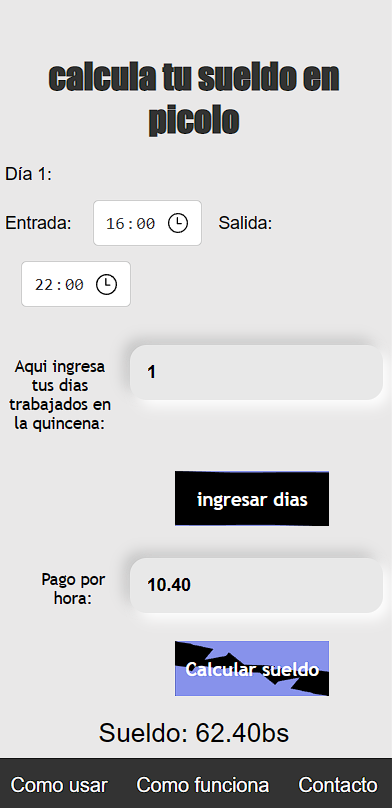 calcula tu sueldo en
picolo
Día 1:
Entrada: 16:00 Salida:
22:00
Aqui ingresa
tus dias
trabajados en
la quincena:
1
ingresar dias
Pago por
hora:
10.40
Calcular sueldo
Sueldo: 62.40bs
Como usar Como funciona Contacto